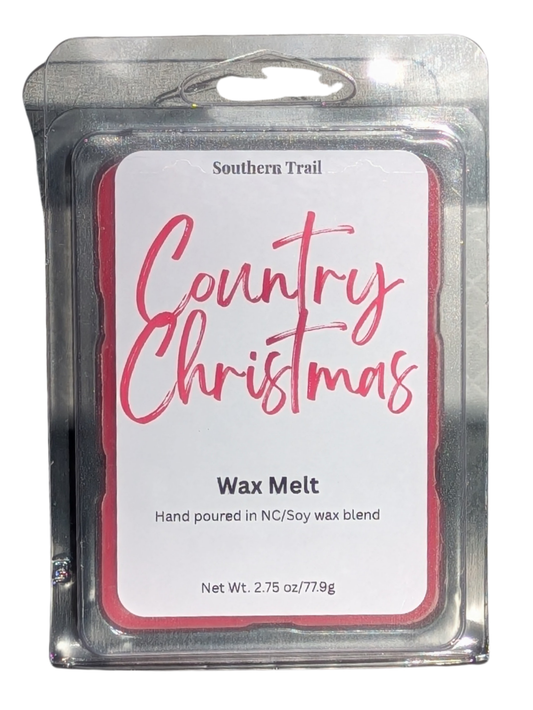 Southern Trail
Country
Christmas
Wax Melt
Hand poured in NC/Soy wax blend
Net Wt. 2.75 oz/77.9g